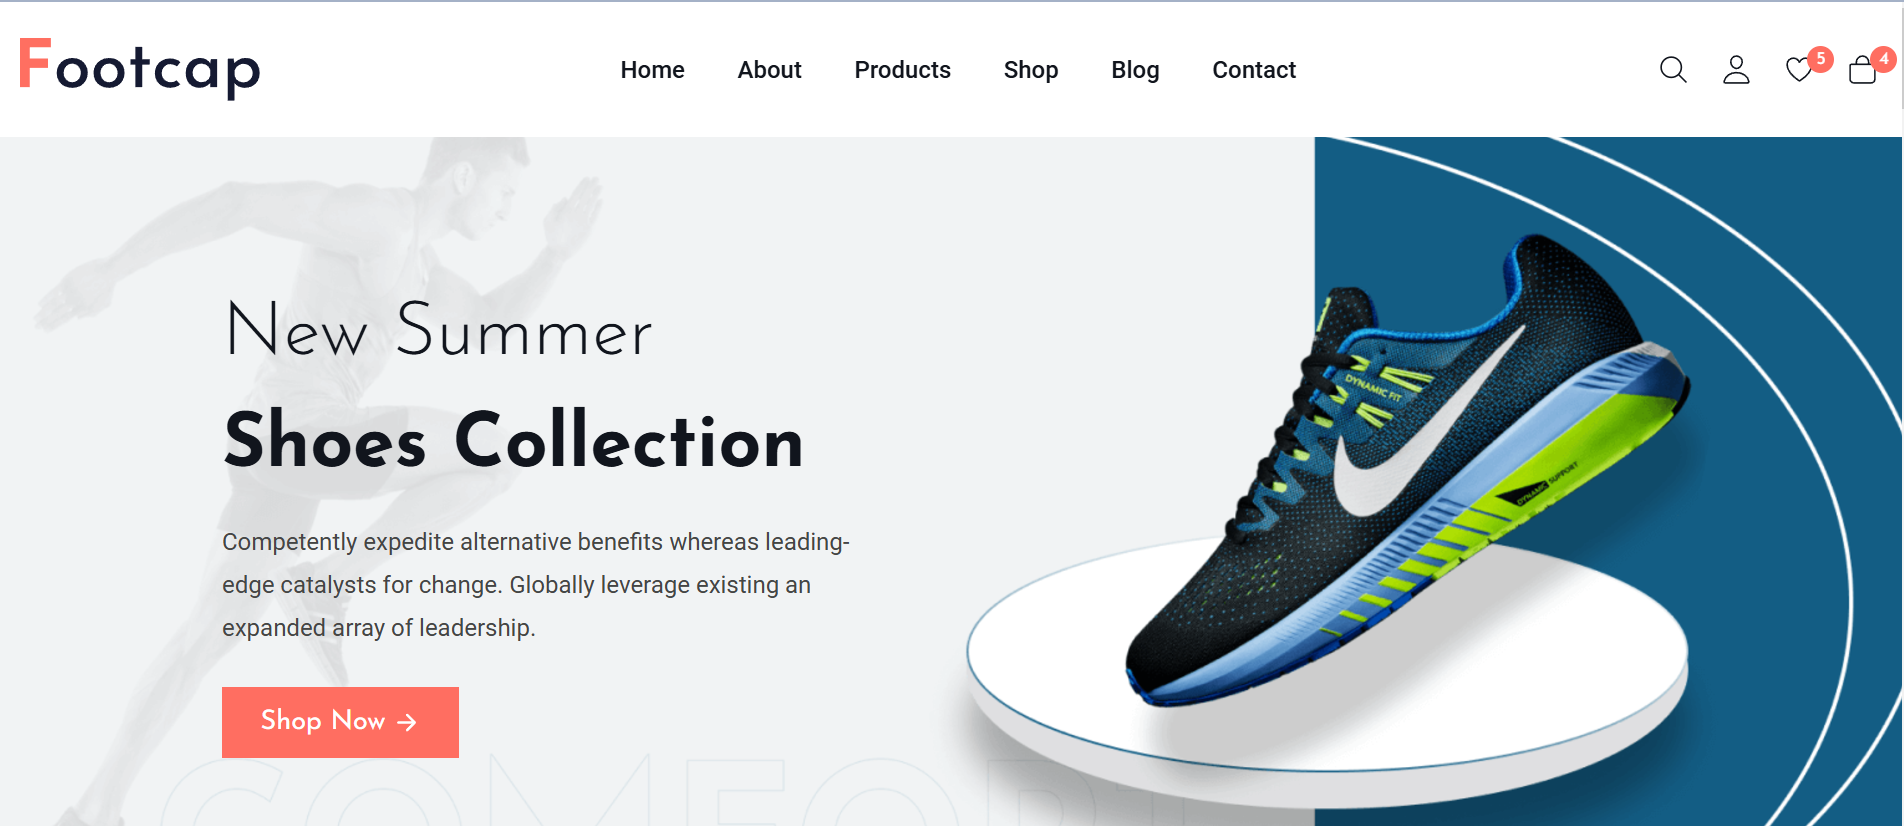 Footcap
Home About Products Shop Blog Contact
5 4
New Summer
Shoes Collection
Competently expedite alternative benefits whereas leading-
edge catalysts for change. Globally leverage existing an
expanded array of leadership.
Shop Now →
DYNAMIC FIT
DYNAMIC SUPPORT
COMFORT